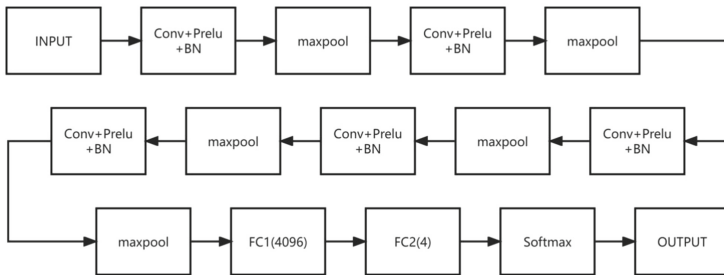 INPUT
Conv+Prelu
+BN
maxpool
Conv+Prelu
+BN
maxpool
Conv+Prelu
+BN
maxpool
Conv+Prelu
+BN
maxpool
Conv+Prelu
+BN
maxpool
FC1(4096)
FC2(4)
Softmax
OUTPUT